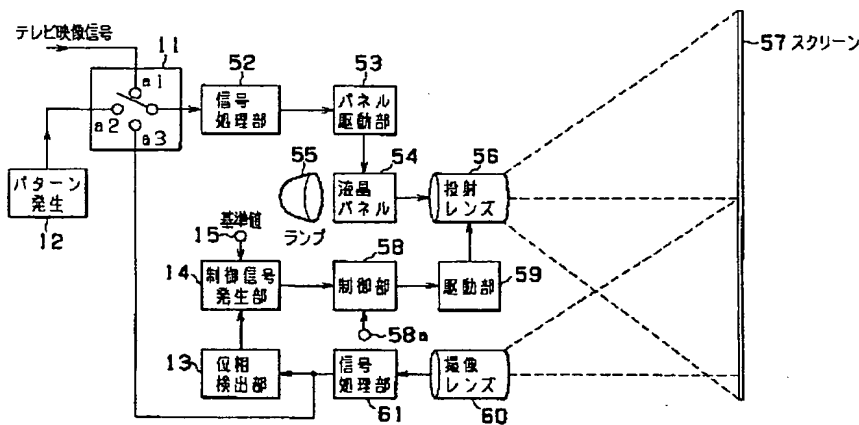 テレビ映像信号
11
a1
a2
a3
パターン
発生
12
52
信号
処理部
53
パネル
駆動部
55
ランプ
54
液晶
パネル
56
投射
レンズ
57 スクリーン
15
基準値
14
制御信号
発生部
58
制御部
58a
駆動部
59
13
位相
検出部
信号
処理部
61
撮像
レンズ
60